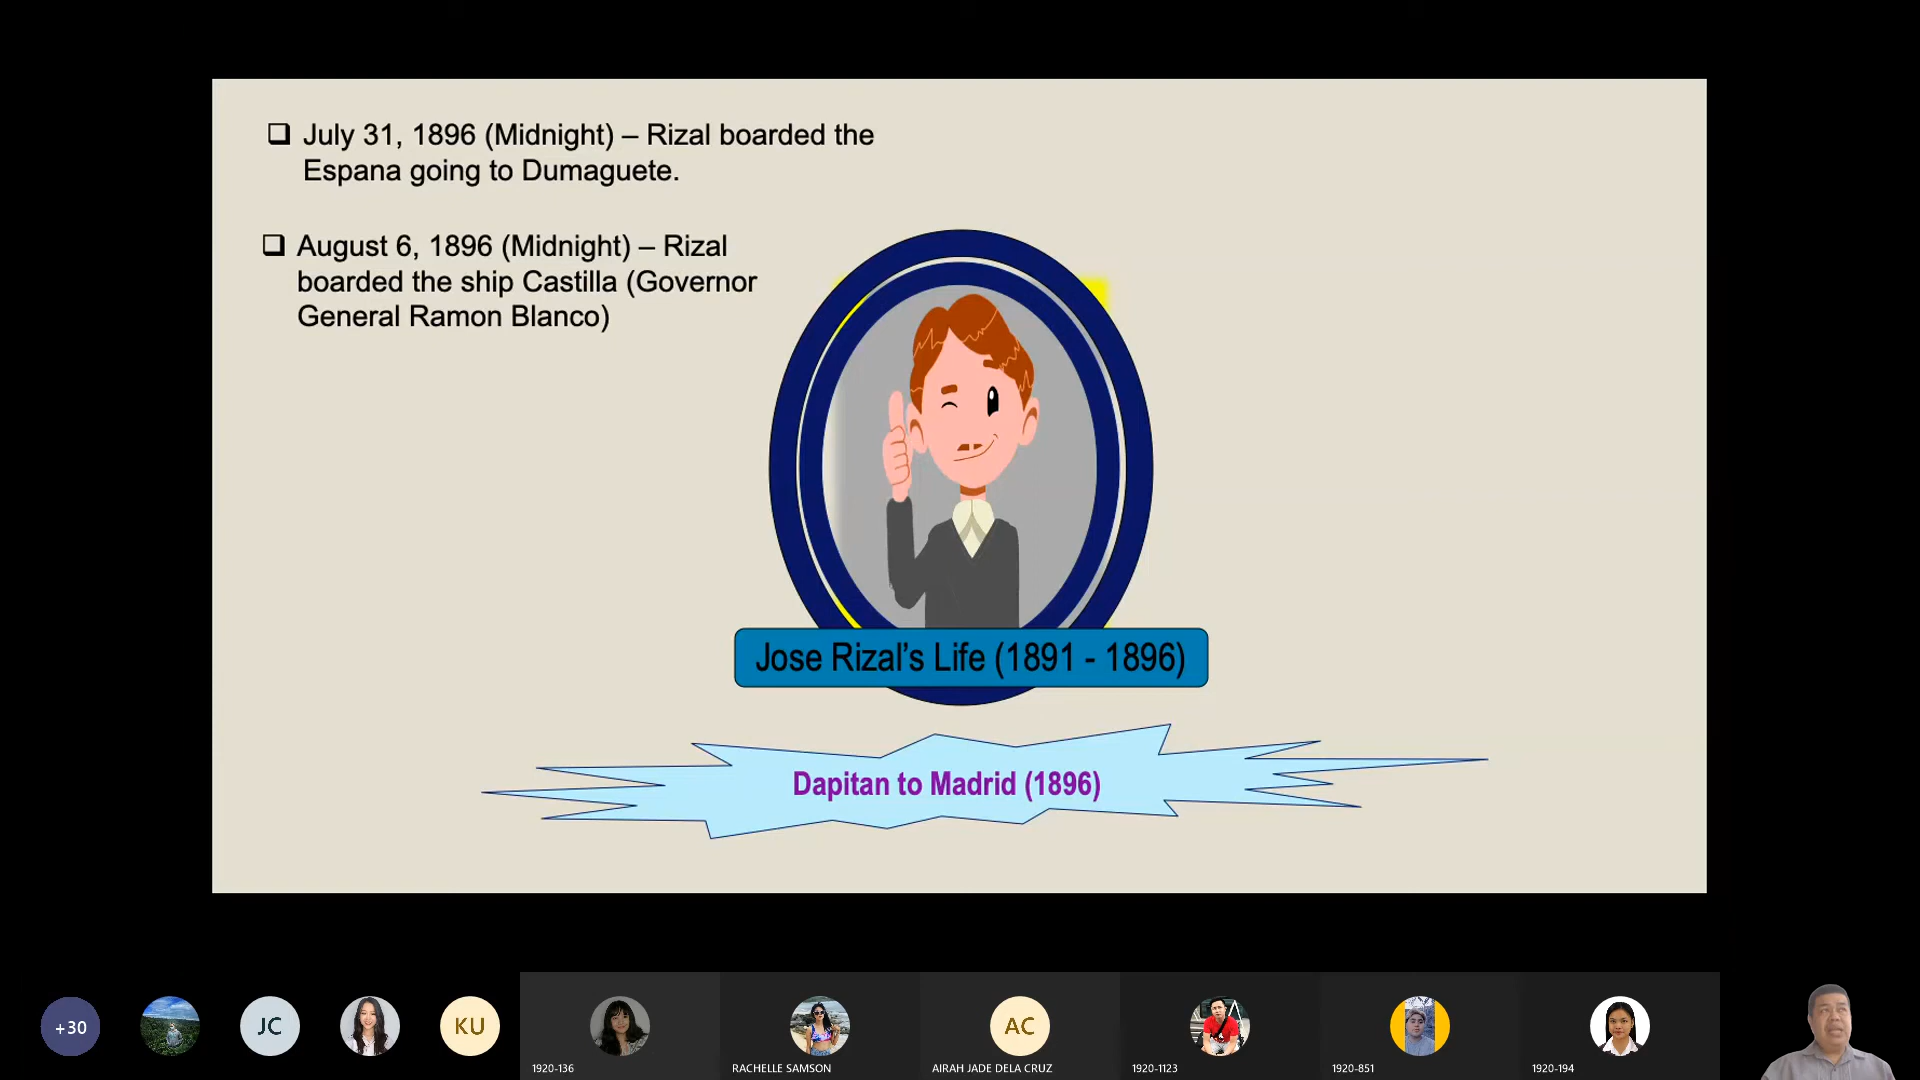 ❑ July 31, 1896 (Midnight) – Rizal boarded the
Espana going to Dumaguete.
❑ August 6, 1896 (Midnight) – Rizal
boarded the ship Castilla (Governor
General Ramon Blanco)
Jose Rizal’s Life (1891 - 1896)
Dapitan to Madrid (1896)
+30
JC
KU
AC
1920-136
RACHELLE SAMSON
AIRAH JADE DELA CRUZ
1920-1123
1920-851
1920-194